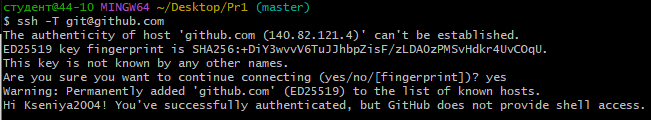 студент@44-10 MINGW64 ~/Desktop/Pr1 (master)
$ ssh -T git@github.com
The authenticity of host 'github.com (140.82.121.4)' can't be established.
ED25519 key fingerprint is SHA256:+DiY3wvvV6TuJJhbpZisF/zLDA0zPMSvHdkr4UvCOqU.
This key is not known by any other names.
Are you sure you want to continue connecting (yes/no/[fingerprint])? yes
Warning: Permanently added 'github.com' (ED25519) to the list of known hosts.
Hi Kseniya2004! You've successfully authenticated, but GitHub does not provide shell access.